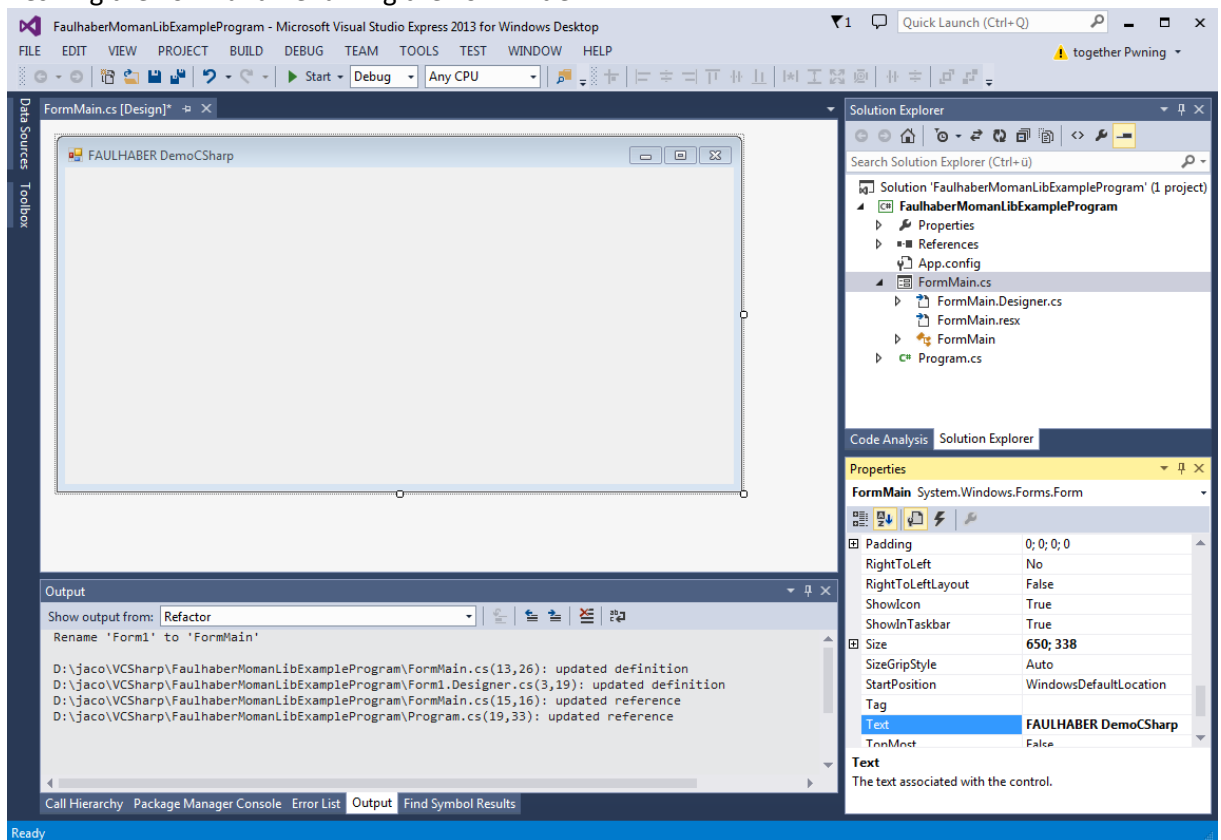 FaulhaberMomanLibExampleProgram - Microsoft Visual Studio Express 2013 for Windows Desktop
1
Quick Launch (Ctrl+Q)
FILE EDIT VIEW PROJECT BUILD DEBUG TEAM TOOLS TEST WINDOW HELP
together Pwning
Start Debug Any CPU
Data Sources
Toolbox
FormMain.cs [Design]*
FAULHABER DemoCSharp
Solution Explorer
Search Solution Explorer (Ctrl+ü)
Solution 'FaulhaberMomanLibExampleProgram' (1 project)
FaulhaberMomanLibExampleProgram
Properties
References
App.config
FormMain.cs
FormMain.Designer.cs
FormMain.resx
FormMain
C# Program.cs
Code Analysis Solution Explorer
Properties
FormMain System.Windows.Forms.Form
Padding 0; 0; 0; 0
RightToLeft No
RightToLeftLayout False
ShowIcon True
ShowInTaskbar True
Size 650; 338
SizeGripStyle Auto
StartPosition WindowsDefaultLocation
Tag
Text FAULHABER DemoCSharp
TopMost False
Text
The text associated with the control.
Output
Show output from: Refactor
Rename 'Form1' to 'FormMain'
D:\jaco\VCSharp\FaulhaberMomanLibExampleProgram\FormMain.cs(13,26): updated definition
D:\jaco\VCSharp\FaulhaberMomanLibExampleProgram\Form1.Designer.cs(3,19): updated definition
D:\jaco\VCSharp\FaulhaberMomanLibExampleProgram\FormMain.cs(15,16): updated reference
D:\jaco\VCSharp\FaulhaberMomanLibExampleProgram\Program.cs(19,33): updated reference
Call Hierarchy Package Manager Console Error List Output Find Symbol Results
Ready